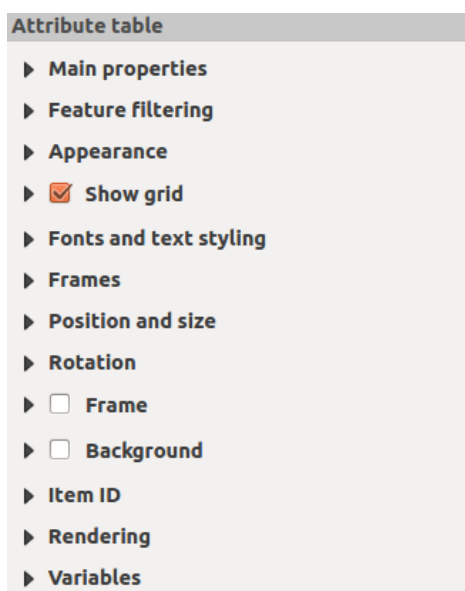 Attribute table
Main properties
Feature filtering
Appearance
Show grid
Fonts and text styling
Frames
Position and size
Rotation
Frame
Background
Item ID
Rendering
Variables